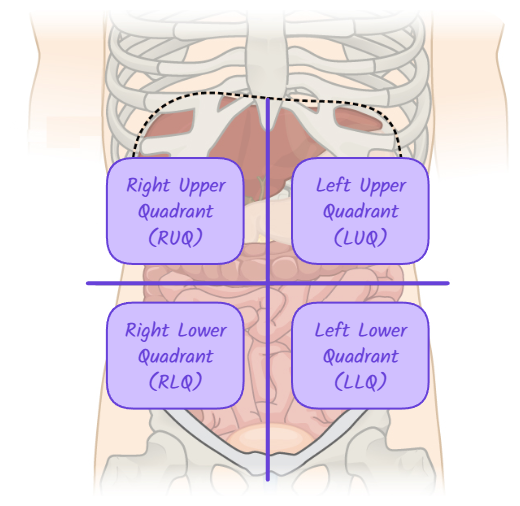 Right Upper
Quadrant
(RUQ)
Left Upper
Quadrant
(LUQ)
Right Lower
Quadrant
(RLQ)
Left Lower
Quadrant
(LLQ)